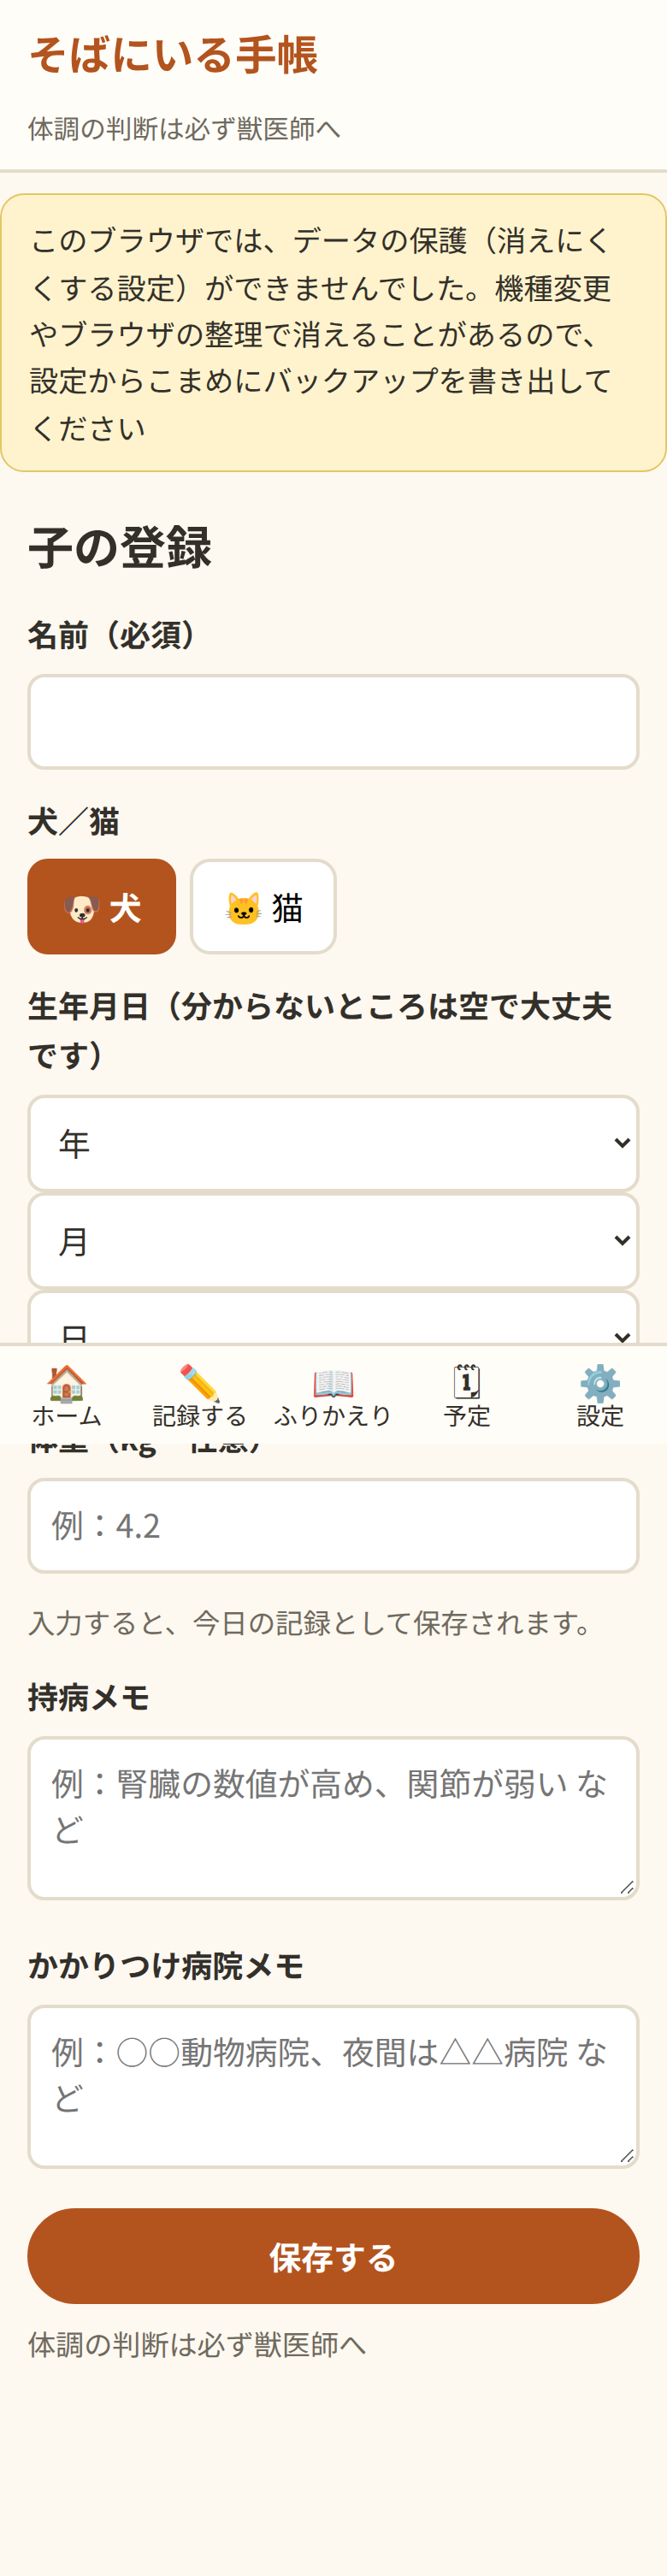 そばにいる手帳
体調の判断は必ず獣医師へ
このブラウザでは、データの保護（消えにく
くする設定）ができませんでした。機種変更
やブラウザの整理で消えることがあるので、
設定からこまめにバックアップを書き出して
ください
子の登録
名前（必須）
犬／猫
犬
猫
生年月日（分からないところは空で大丈夫
です）
年
月
日
ホーム
記録する
ふりかえり
予定
設定
例：4.2
入力すると、今日の記録として保存されます。
持病メモ
例：腎臓の数値が高め、関節が弱い な
ど
かかりつけ病院メモ
例：○○動物病院、夜間は△△病院 な
ど
保存する
体調の判断は必ず獣医師へ